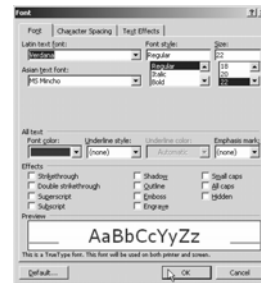 Font
Font Character Spacing Text Effects
Latin text font: Font style: Size:
Regular 22
Asian text font: Regular 18
MS Mincho Italic 20
Bold 22
All text
Font color: Underline style: Underline color: Emphasis mark:
(none) Automatic (none)
Effects
Strikethrough Shadow Small caps
Double strikethrough Outline All caps
Superscript Emboss Hidden
Subscript Engrave
Preview
AaBbCcYyZz
This is a TrueType font. This font will be used on both printer and screen.
Default... OK Cancel